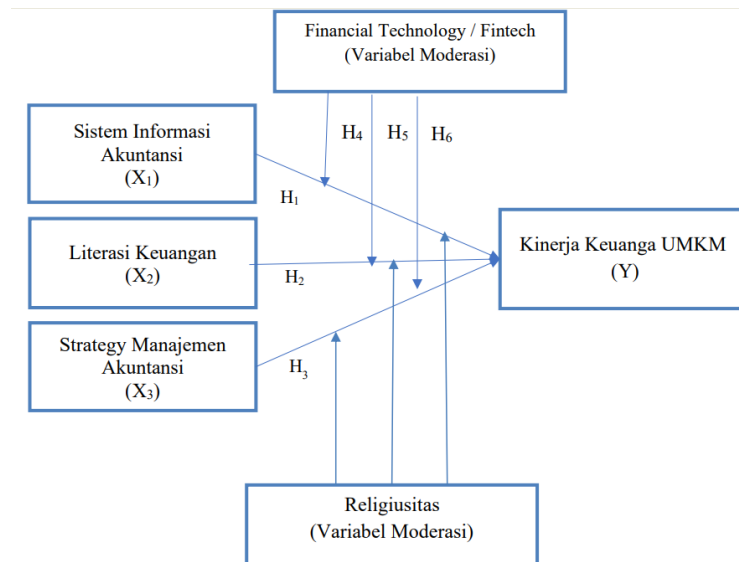 Financial Technology / Fintech
(Variabel Moderasi)
Sistem Informasi
Akuntansi
(X₁)
H₄
H₅
H₆
H₁
Literasi Keuangan
(X₂)
H₂
Kinerja Keuanga UMKM
(Y)
Strategy Manajemen
Akuntansi
(X₃)
H₃
Religiusitas
(Variabel Moderasi)